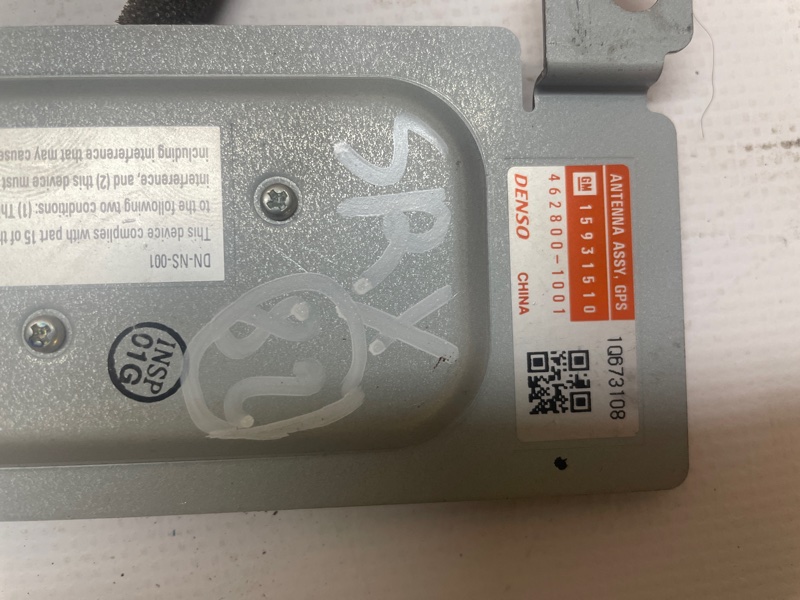 ANTENNA ASSY. GPS
GM 15931510
462800-1001
DENSO CHINA
1Q673108
SRX
82
INSP
01G
DN-NS-001
This device complies with part 15 of th
to the following two conditions: (1) Th
interference, and (2) this device must
including interference that may cause